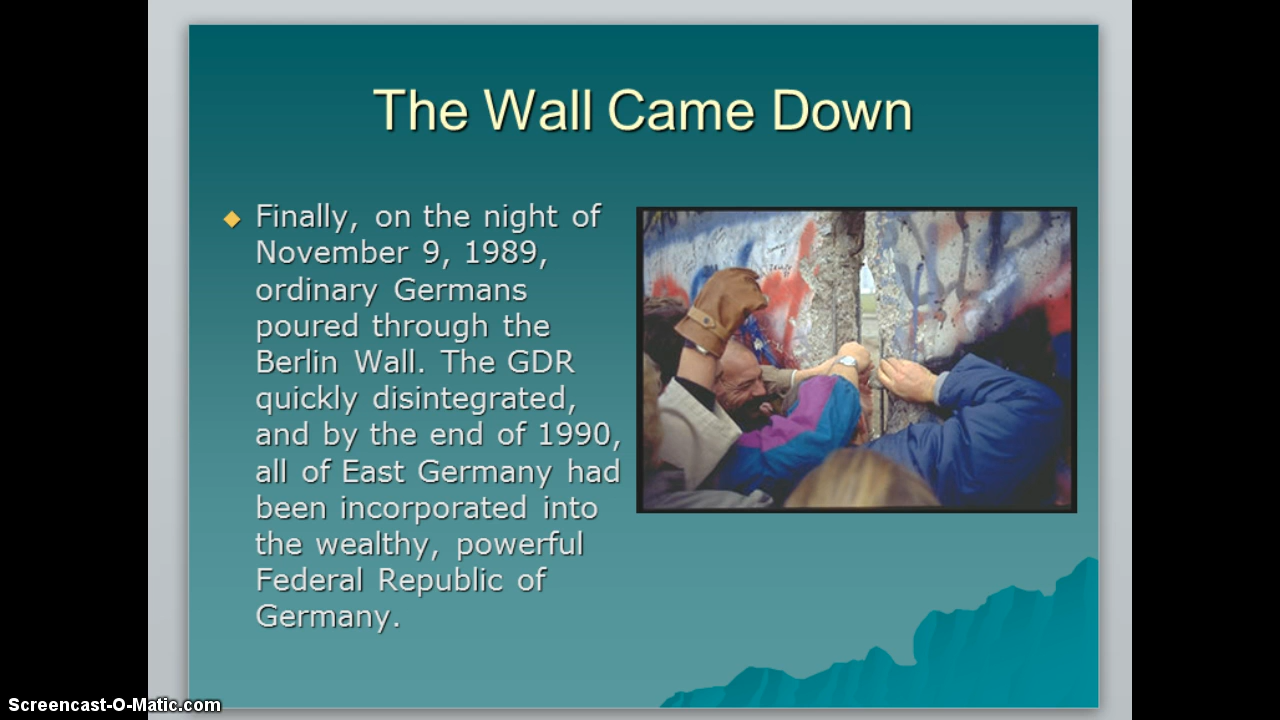 The Wall Came Down
Finally, on the night of
November 9, 1989,
ordinary Germans
poured through the
Berlin Wall. The GDR
quickly disintegrated,
and by the end of 1990,
all of East Germany had
been incorporated into
the wealthy, powerful
Federal Republic of
Germany.
Screencast-O-Matic.com